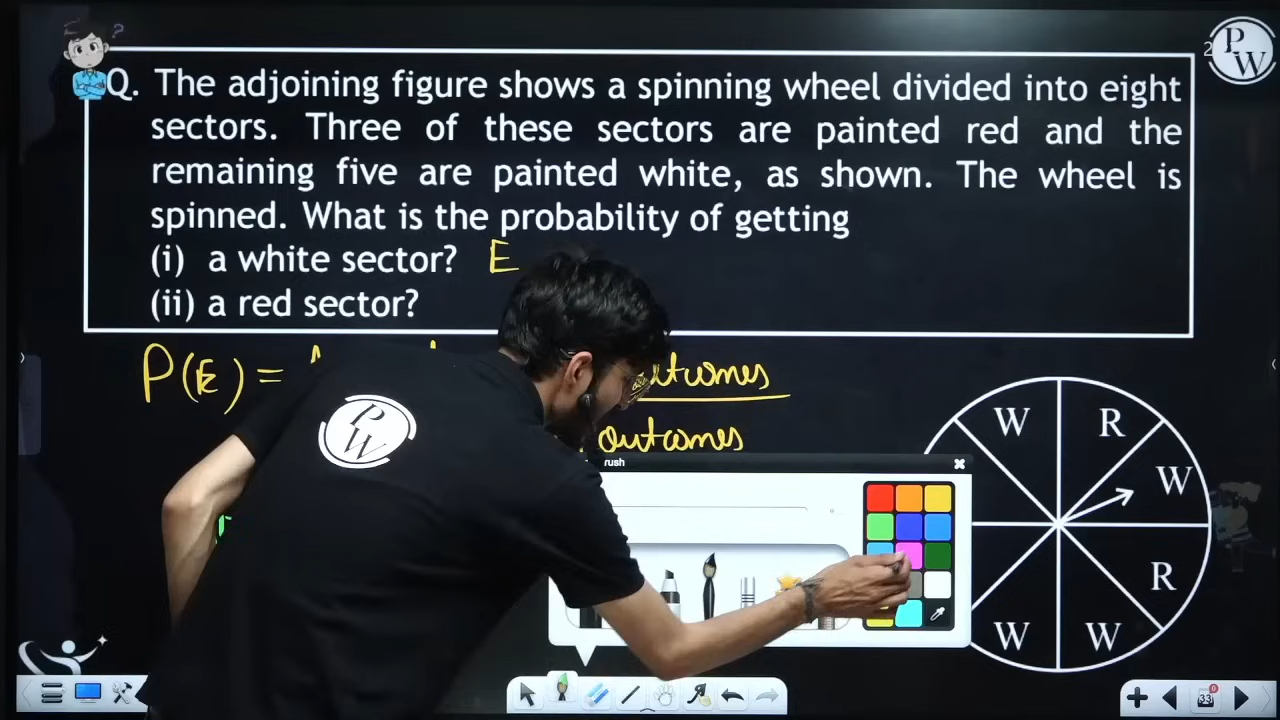 Q. The adjoining figure shows a spinning wheel divided into eight
sectors. Three of these sectors are painted red and the
remaining five are painted white, as shown. The wheel is
spinned. What is the probability of getting
(i) a white sector? E
(ii) a red sector?
P(E) =
outcomes
W R
W
R
W W
rush
P
W
P
W
33